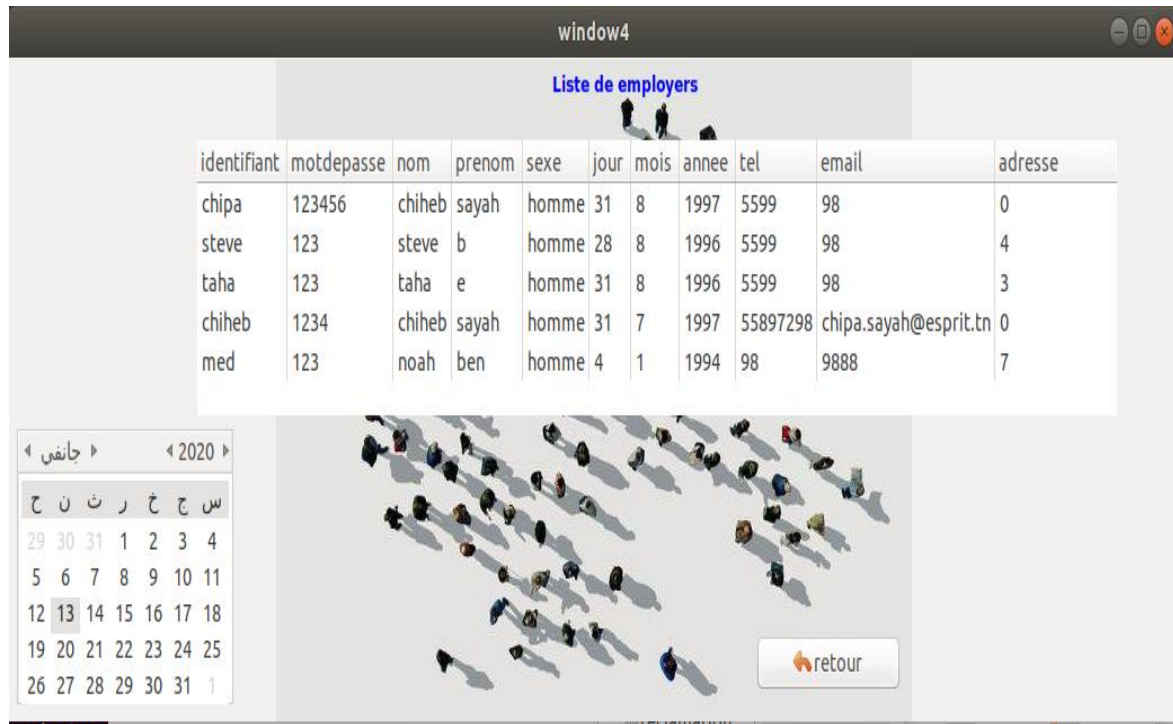 window4
Liste de employers
identifiant motdepasse nom prenom sexe jour mois annee tel email adresse
chipa 123456 chiheb sayah homme 31 8 1997 5599 98 0
steve 123 steve b homme 28 8 1996 5599 98 4
taha 123 taha e homme 31 8 1996 5599 98 3
chiheb 1234 chiheb sayah homme 31 7 1997 55897298 chipa.sayah@esprit.tn 0
med 123 noah ben homme 4 1 1994 98 9888 7
جانفي 2020
ح ن ث ر خ ج س
29 30 31 1 2 3 4
5 6 7 8 9 10 11
12 13 14 15 16 17 18
19 20 21 22 23 24 25
26 27 28 29 30 31 1
retour